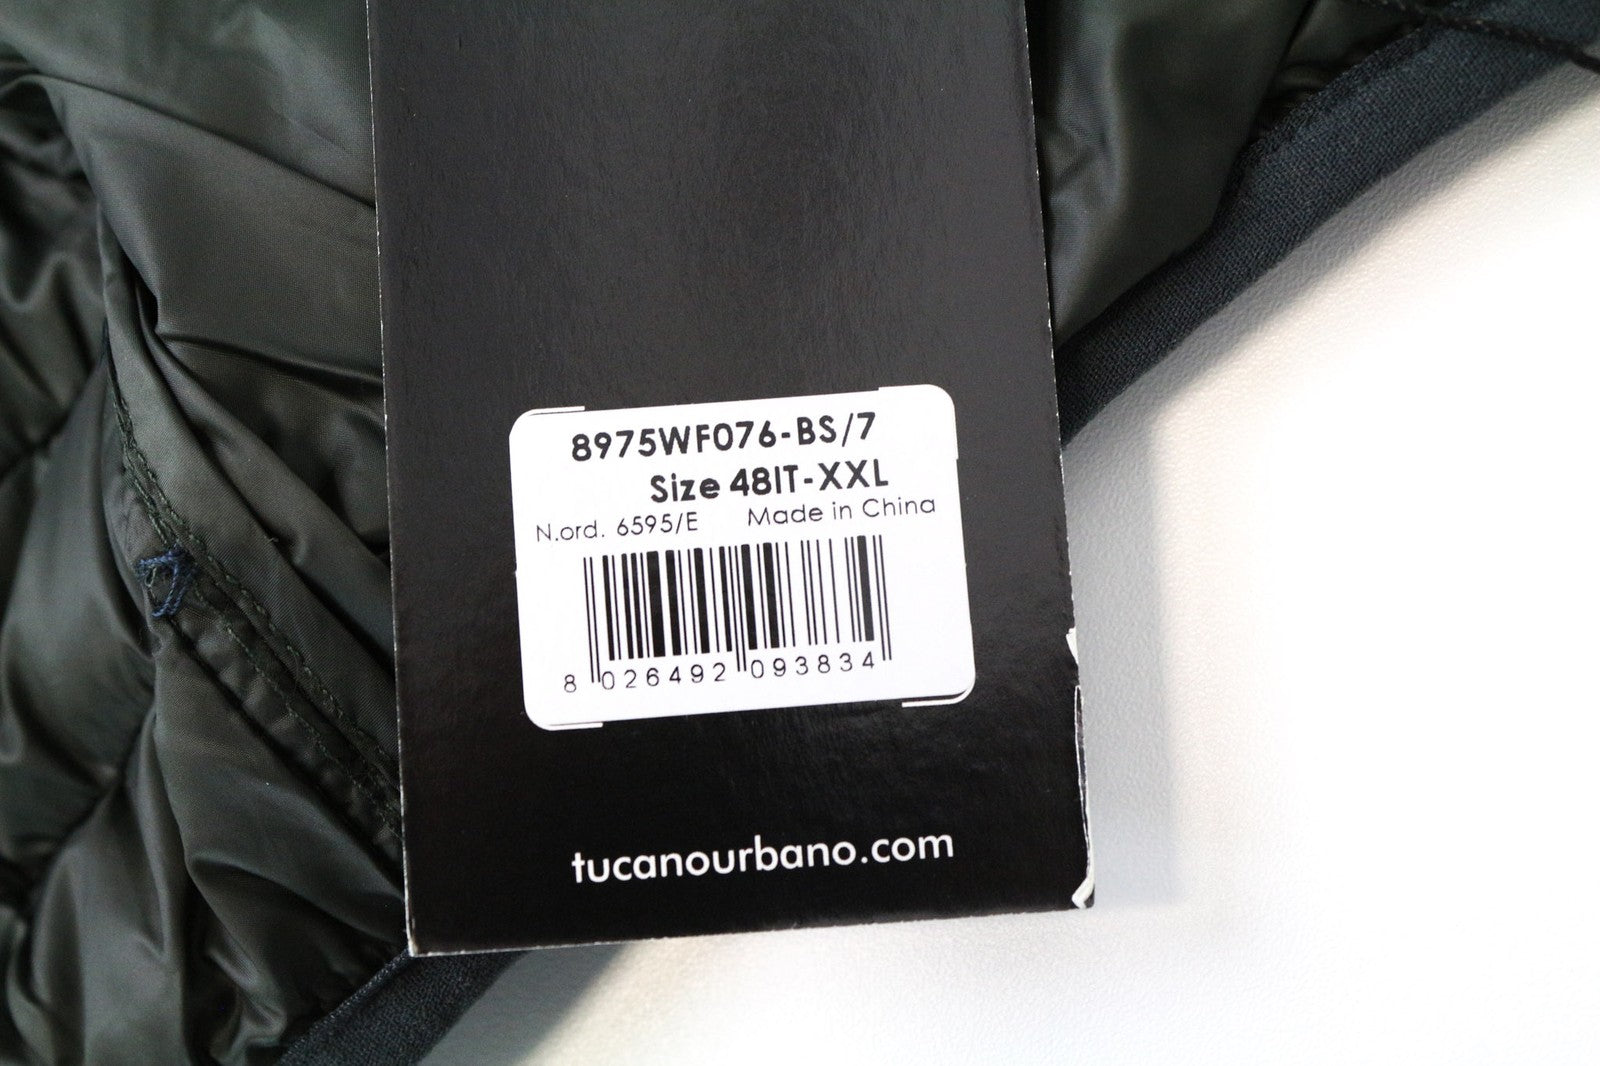 8975WF076-BS/7
Size 48IT-XXL
N.ord. 6595/E Made in China
8 026492 093834
tucanourbano.com